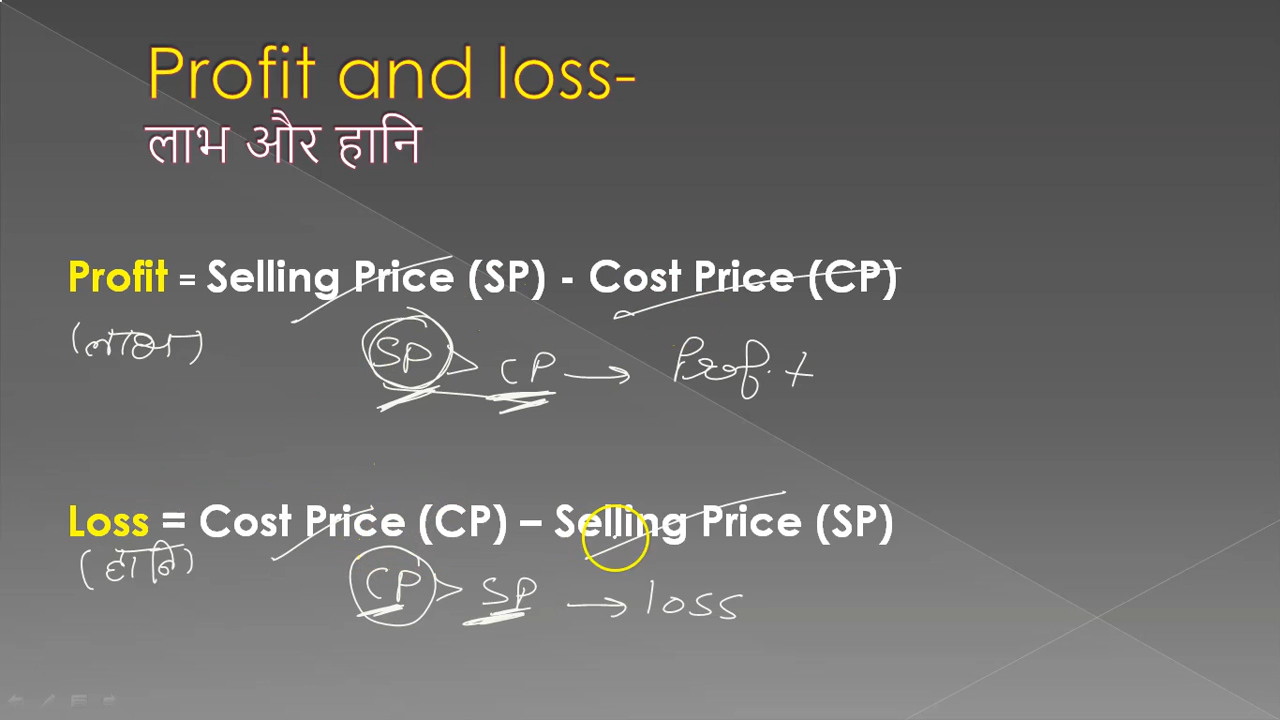 Profit and loss-
लाभ और हानि
Profit = Selling Price (SP) - Cost Price (CP)
(लाभ)
SP > CP → Profit
Loss = Cost Price (CP) – Selling Price (SP)
(हानि)
CP > SP → loss